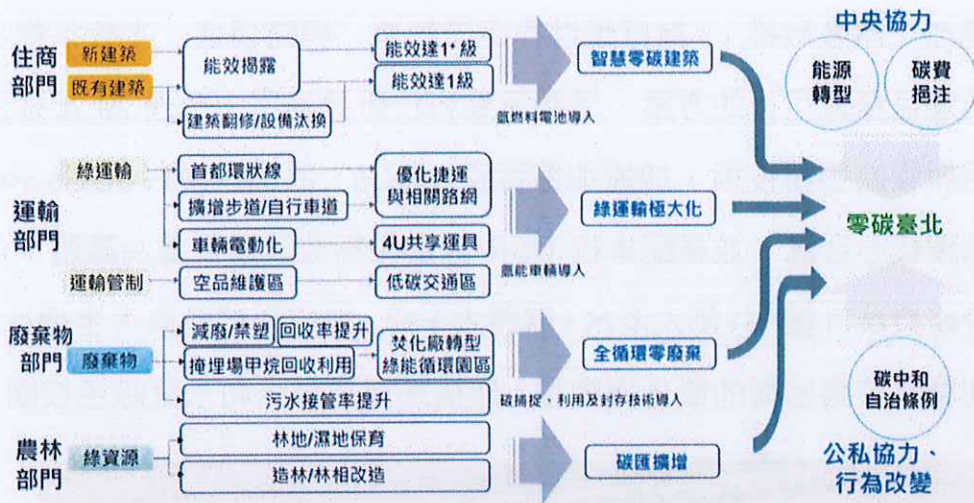 中央協力
住商
部門
新建築
既有建築
能效揭露
能效達1+級
能效達1級
建築翻修/設備汰換
智慧零碳建築
氫燃料電池導入
能源
轉型
碳費
挹注
運輸
部門
綠運輸
運輸管制
首都環狀線
擴增步道/自行車道
車輛電動化
空品維護區
優化捷運
與相關路網
4U共享運具
低碳交通區
綠運輸極大化
氫能車輛導入
零碳臺北
廢棄物
部門
廢棄物
減廢/禁塑
回收率提升
掩埋場甲烷回收利用
污水接管率提升
焚化廠轉型
綠能循環園區
全循環零廢棄
碳捕捉、利用及封存技術導入
農林
部門
綠資源
林地/濕地保育
造林/林相改造
碳匯擴增
碳中和
自治條例
公私協力、
行為改變